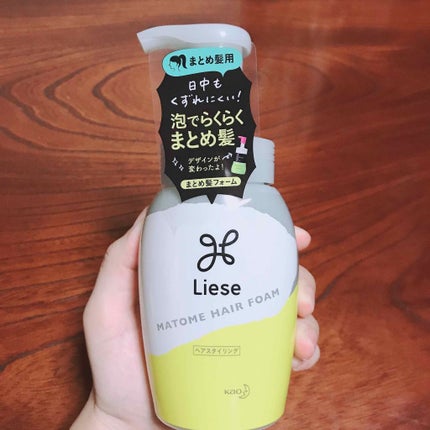 まとめ髪用
日中も
くずれにくい!
泡でらくらく
まとめ髪
デザインが
変わったよ!
まとめ髪フォーム
Liese
MATOME HAIR FOAM
ヘアスタイリング
Kao